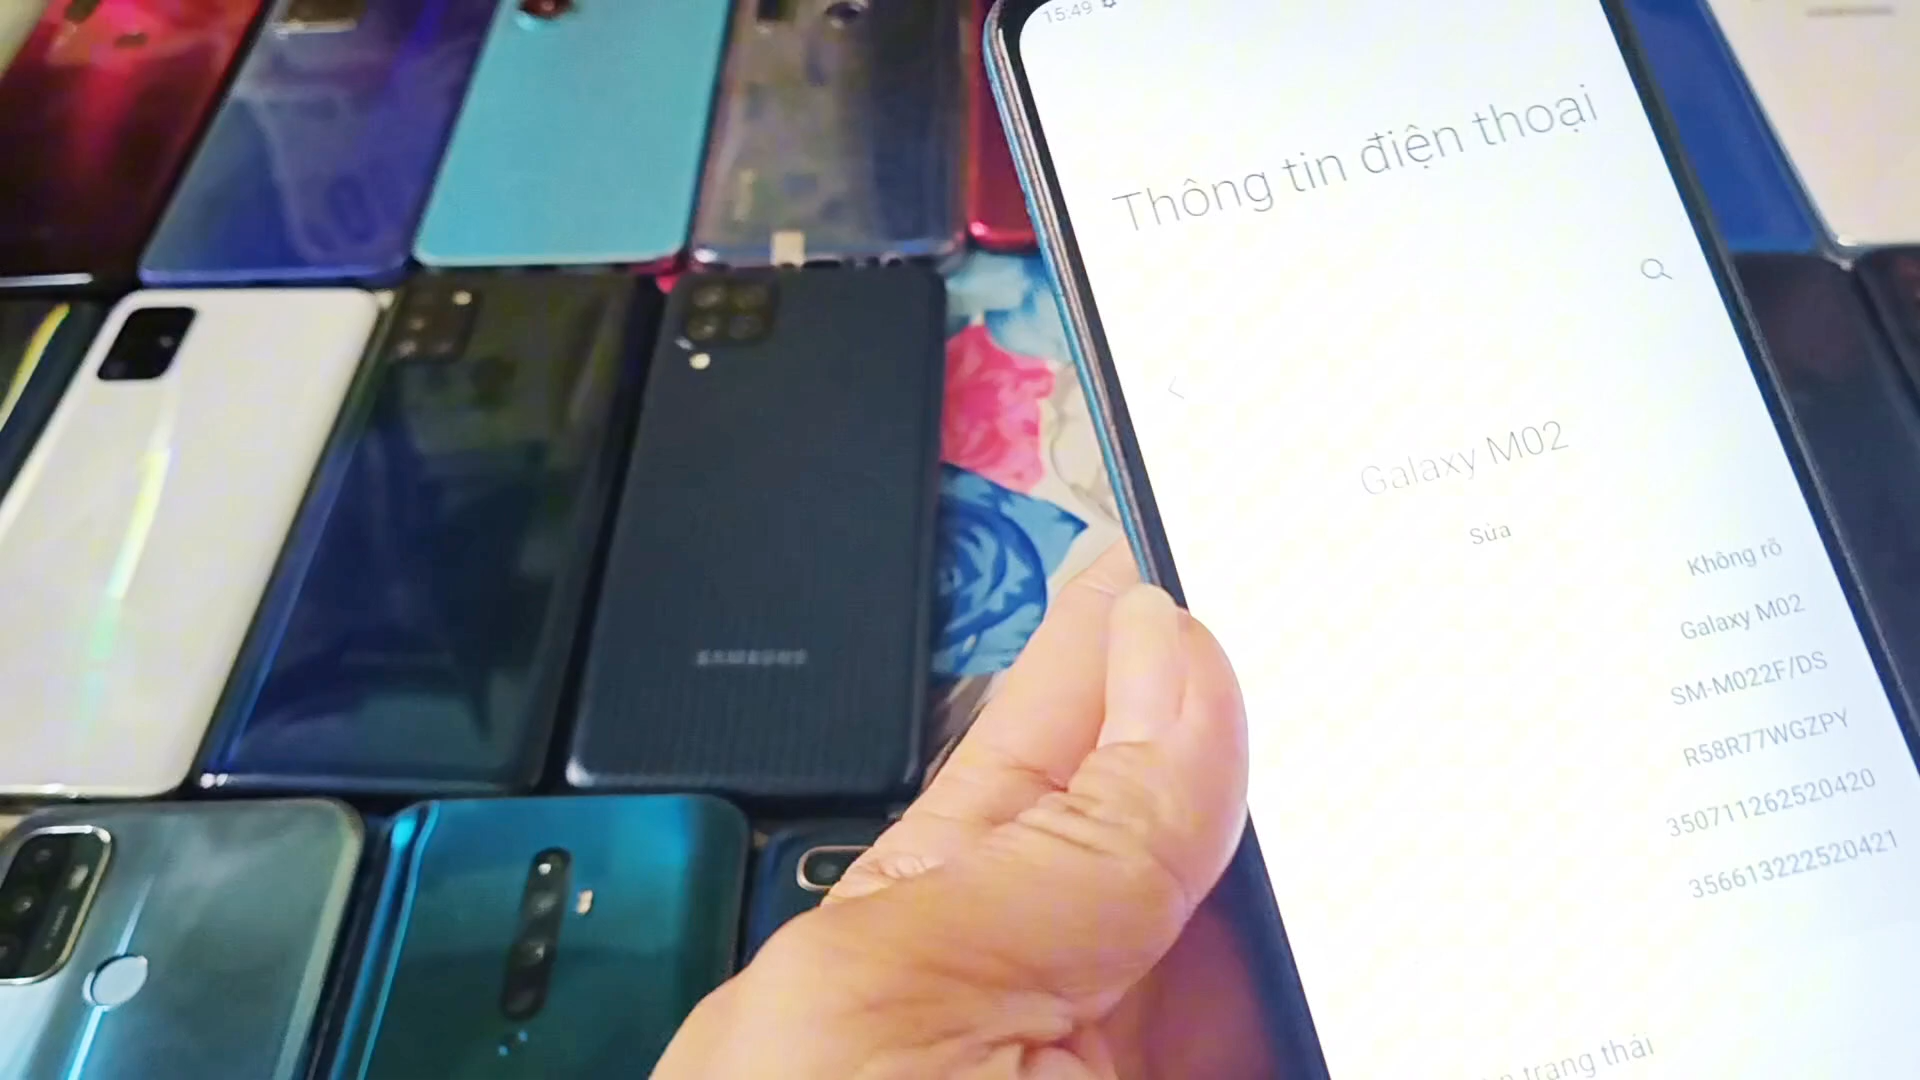 15:49
Thông tin điện thoại
Galaxy M02
Sửa
Không rõ
Galaxy M02
SM-M022F/DS
R58R77WGZPY
350711262520420
356613222520421
trạng thái
SAMSUNG